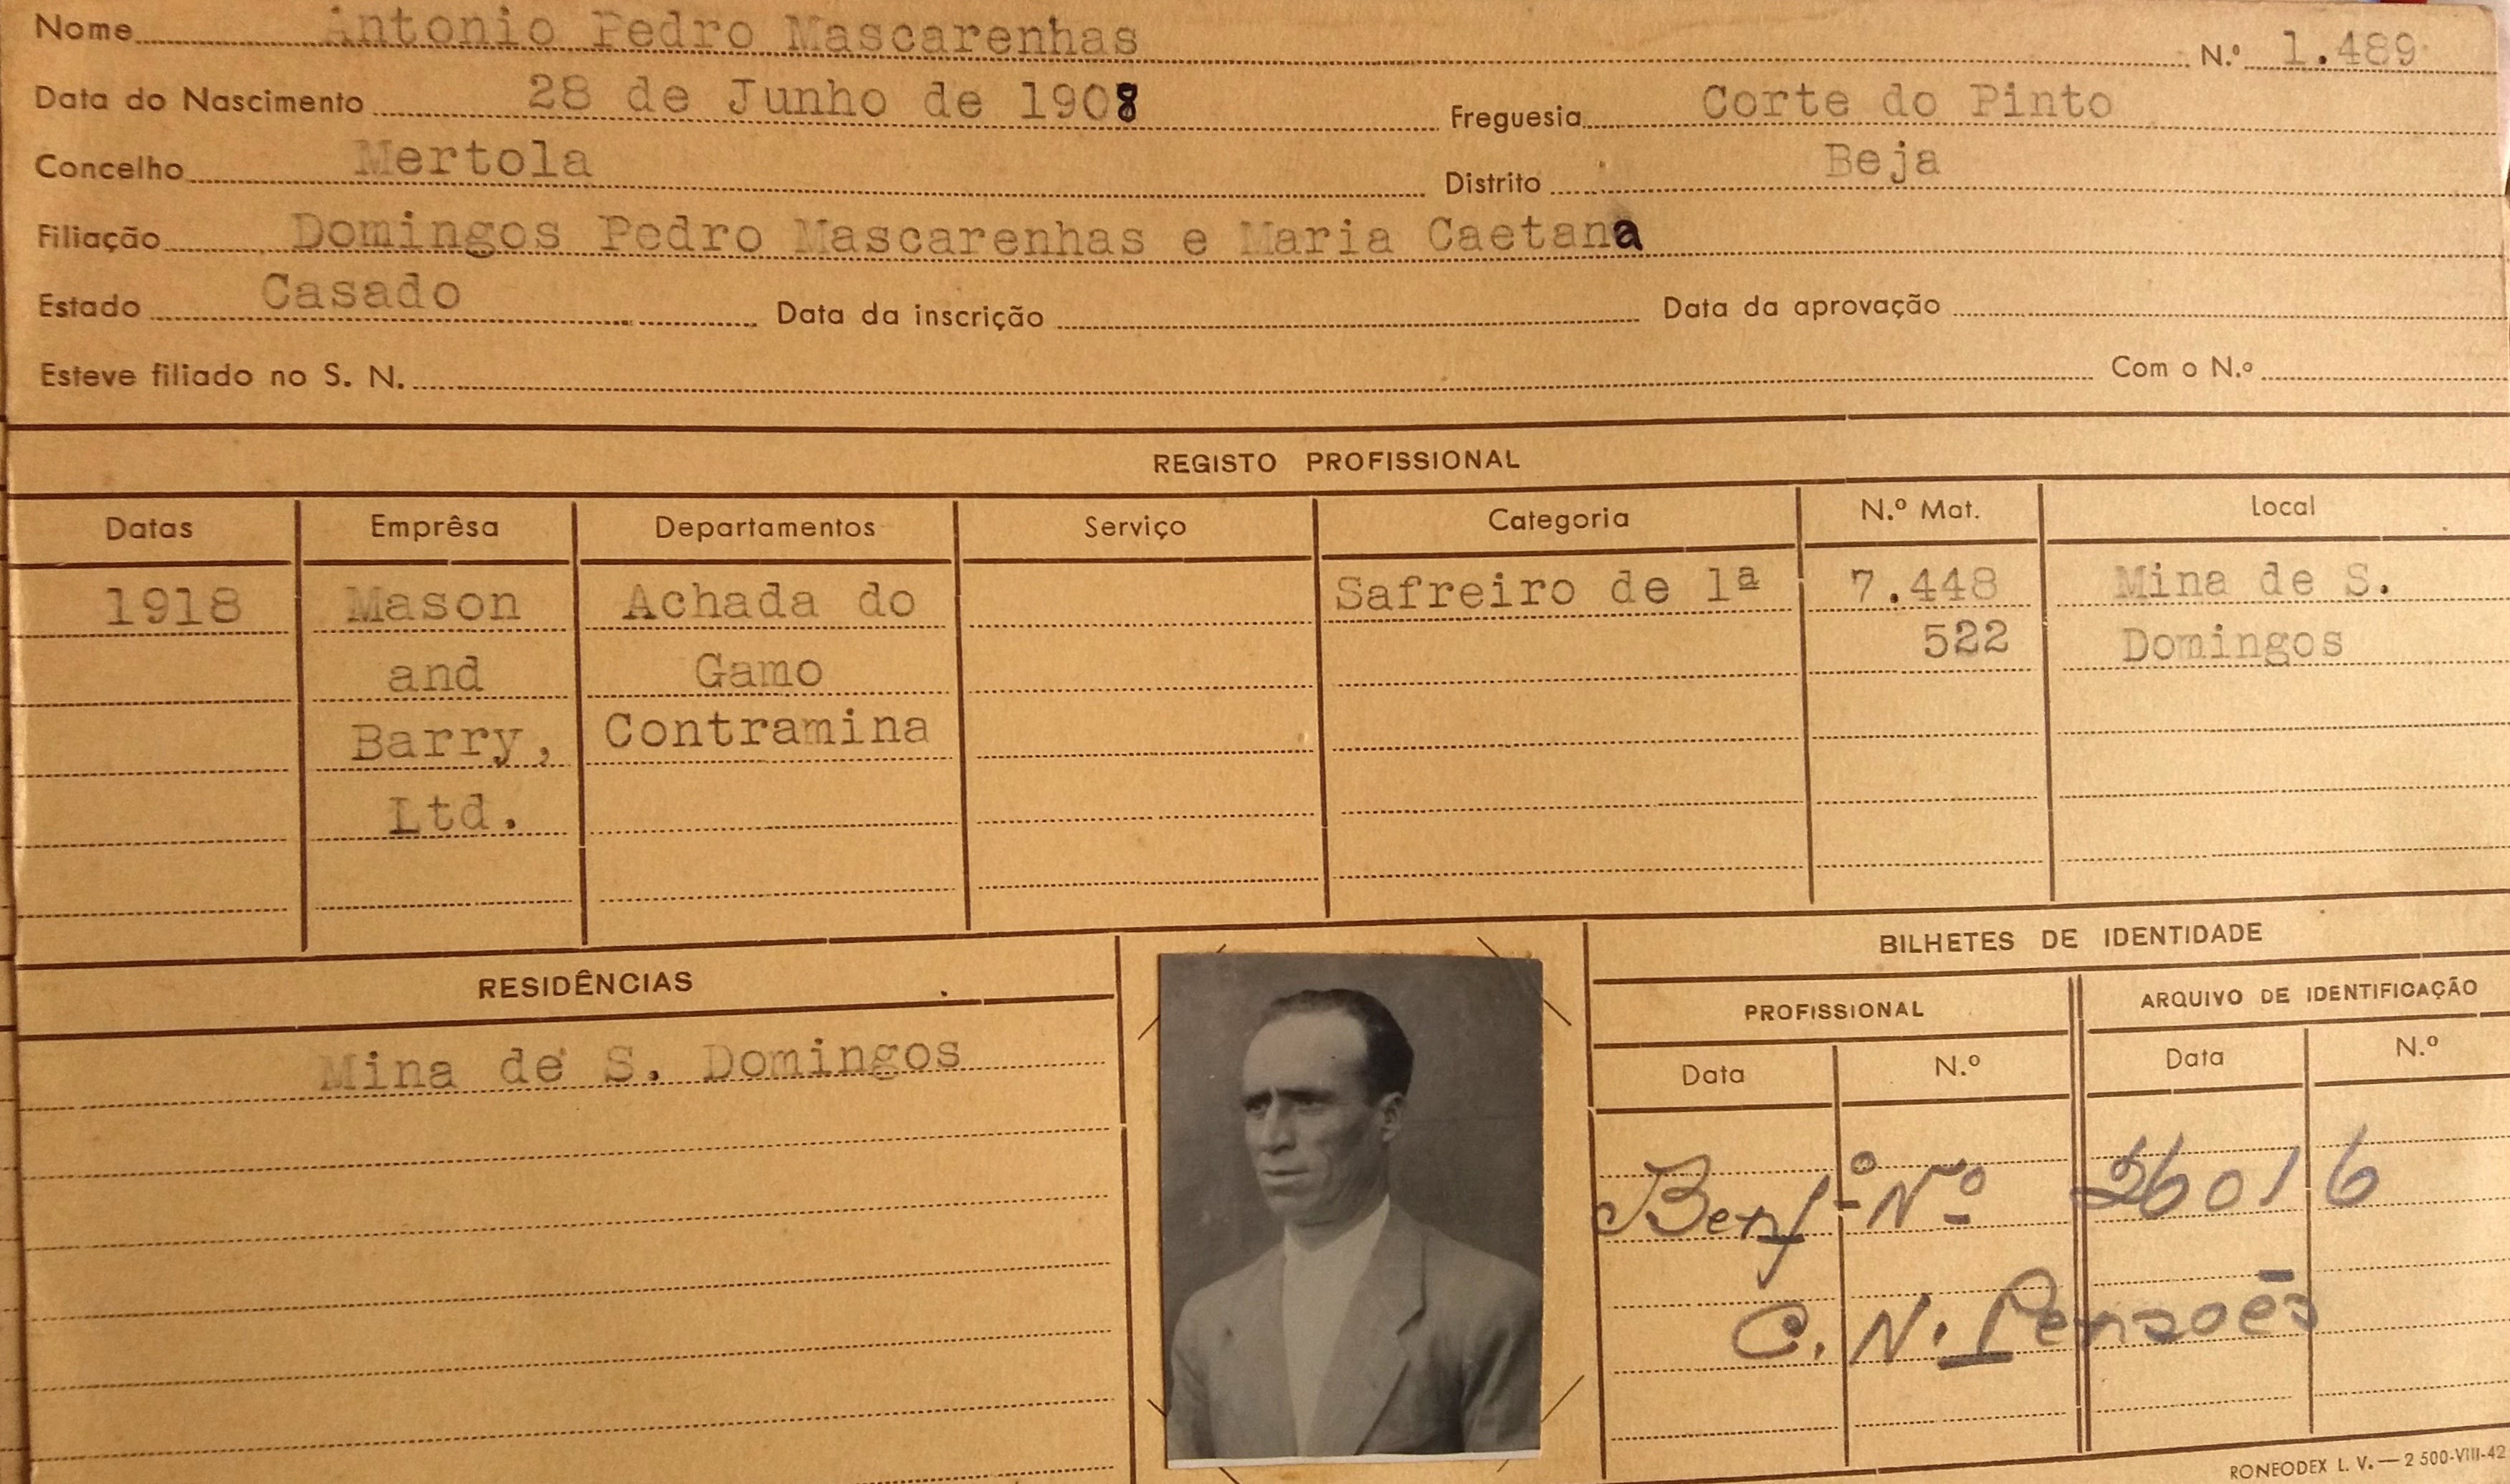 Nome Antonio Pedro Mascarenhas N.º 1.489
Data do Nascimento 28 de Junho de 1908 Freguesia Corte do Pinto
Concelho Mertola Distrito Beja
Filiação Domingos Pedro Mascarenhas e Maria Caetana
Estado Casado Data da inscrição Data da aprovação
Esteve filiado no S. N. Com o N.º
REGISTO PROFISSIONAL
Datas Emprêsa Departamentos Serviço Categoria N.º Mat. Local
1918 Mason Achada do Safreiro de 1ª 7.448 Mina de S.
and Gamo 522 Domingos
Barry, Contramina
Ltd.
RESIDÊNCIAS
Mina de S. Domingos
BILHETES DE IDENTIDADE
PROFISSIONAL ARQUIVO DE IDENTIFICAÇÃO
Data N.º Data N.º
Benfº Nº 26016
C. N. Pensoēs
RONEODEX L. V. — 2 500-VIII-42